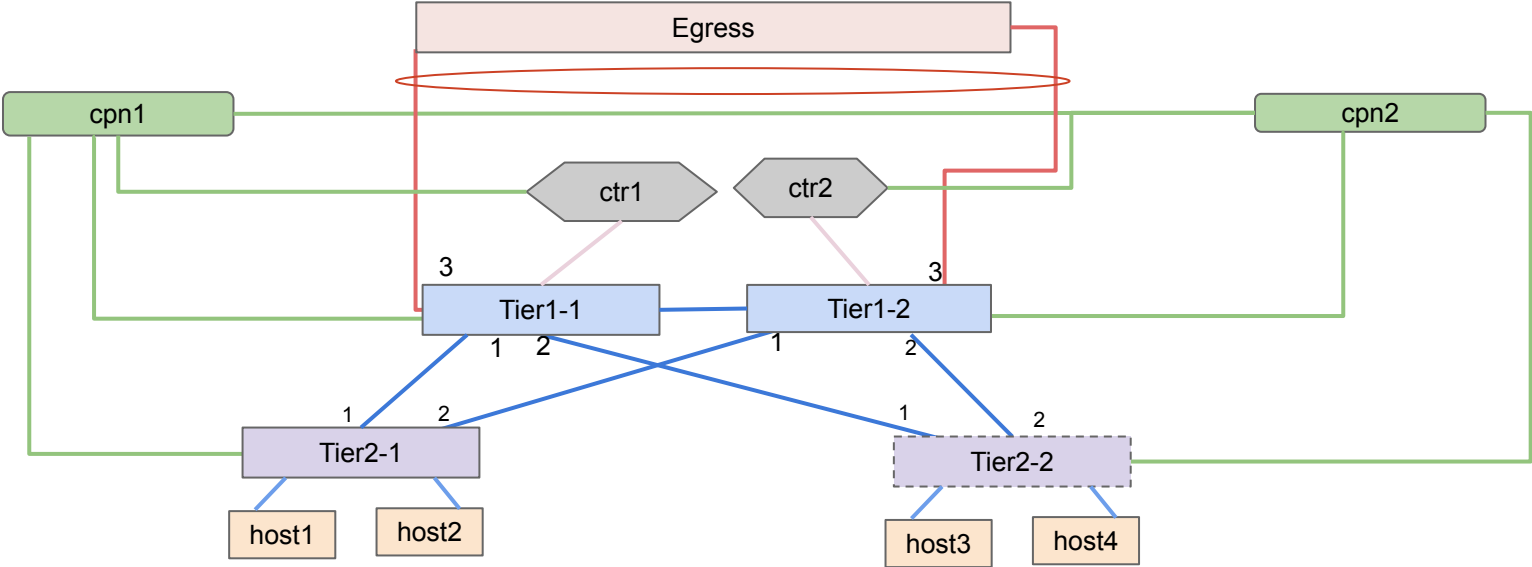 Egress
cpn1
cpn2
ctr1
ctr2
3
3
Tier1-1
Tier1-2
1
2
1
2
1
2
1
2
Tier2-1
Tier2-2
host1
host2
host3
host4